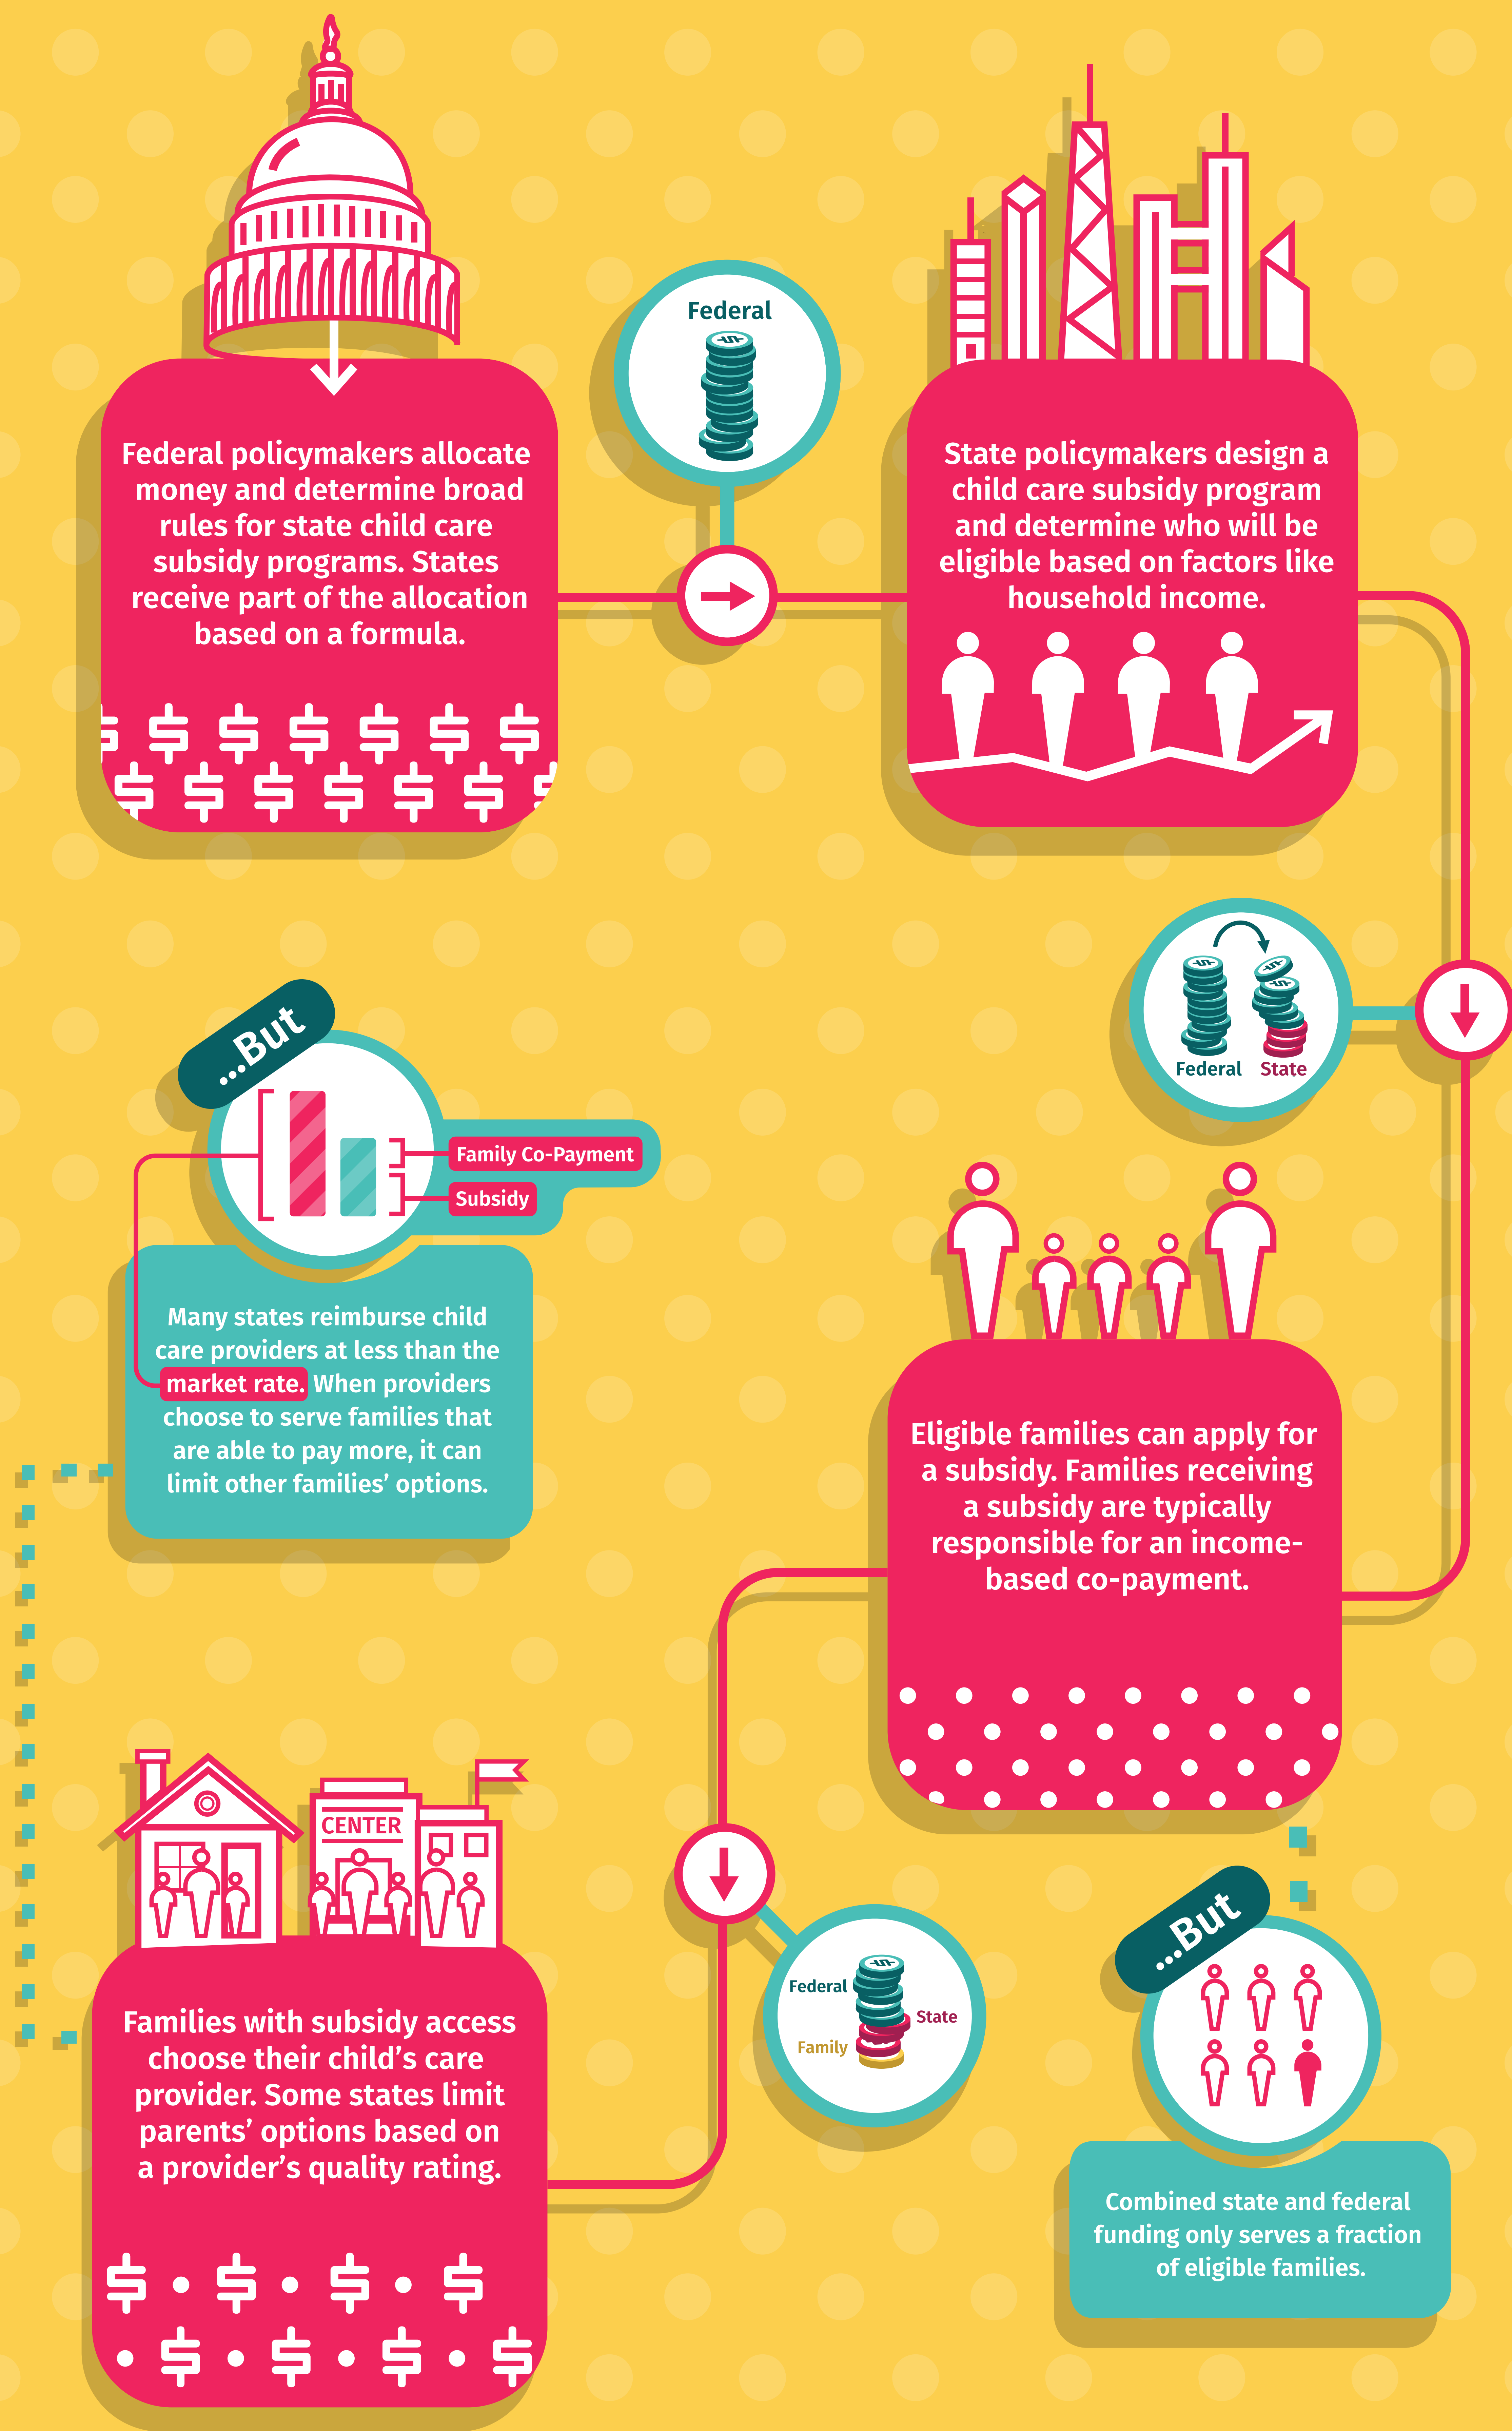 Federal policymakers allocate
money and determine broad
rules for state child care
subsidy programs. States
receive part of the allocation
based on a formula.
Federal
State policymakers design a
child care subsidy program
and determine who will be
eligible based on factors like
household income.
Federal State
Eligible families can apply for
a subsidy. Families receiving
a subsidy are typically
responsible for an income-
based co-payment.
...But
Combined state and federal
funding only serves a fraction
of eligible families.
Federal
State
Family
CENTER
Families with subsidy access
choose their child’s care
provider. Some states limit
parents’ options based on
a provider’s quality rating.
...But
Family Co-Payment
Subsidy
Many states reimburse child
care providers at less than the
market rate. When providers
choose to serve families that
are able to pay more, it can
limit other families’ options.